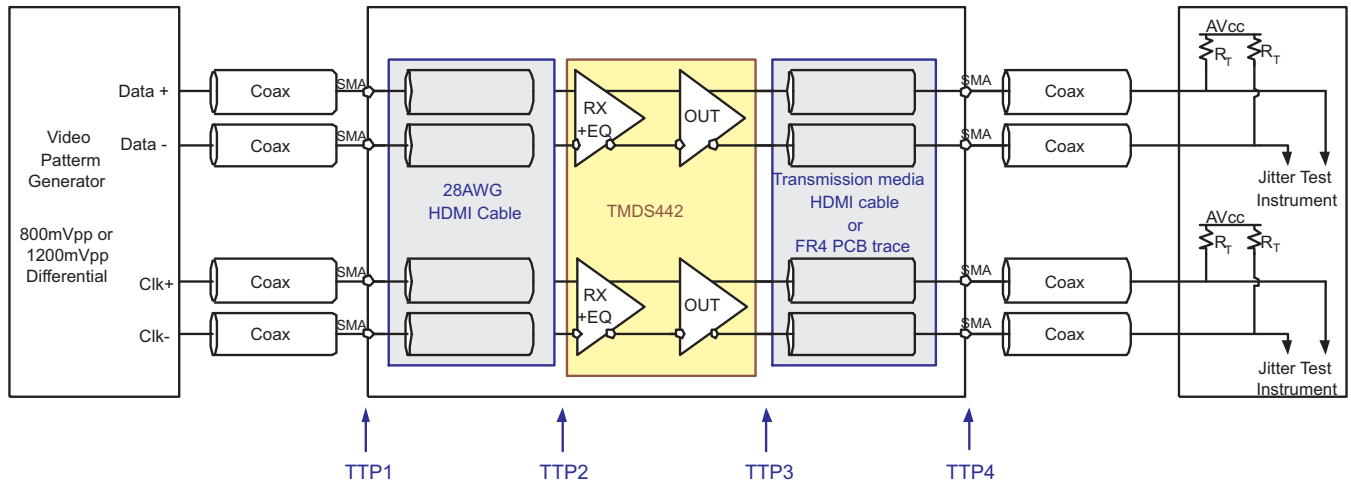 Video
Patterm
Generator
800mVpp or
1200mVpp
Differential
Data +
Data -
Clk+
Clk-
Coax
Coax
Coax
Coax
SMA
SMA
SMA
SMA
28AWG
HDMI Cable
RX
+EQ
OUT
TMDS442
RX
+EQ
OUT
Transmission media
HDMI cable
or
FR4 PCB trace
SMA
SMA
SMA
SMA
Coax
Coax
Coax
Coax
AVcc
RT
RT
Jitter Test
Instrument
AVcc
RT
RT
Jitter Test
Instrument
TTP1
TTP2
TTP3
TTP4